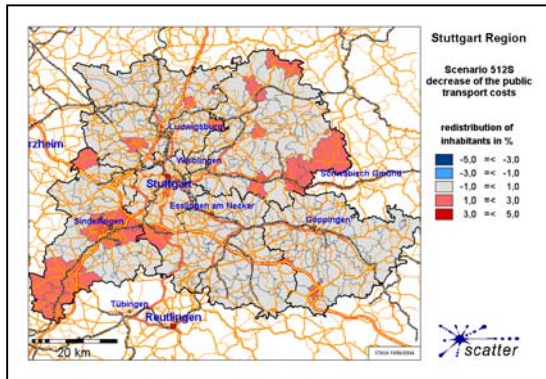 Stuttgart Region
Scenario 512S
decrease of the public
transport costs
redistribution of
inhabitants in %
-5,0 =< -3,0
-3,0 =< -1,0
-1,0 =< 1,0
1,0 =< 3,0
3,0 =< 5,0
Ludwigsburg
rzheim
Waiblingen
Schwäbisch Gmünd
Stuttgart
Esslingen am Neckar
Sindelfingen
Göppingen
Tübingen
Reutlingen
20 km
scatter